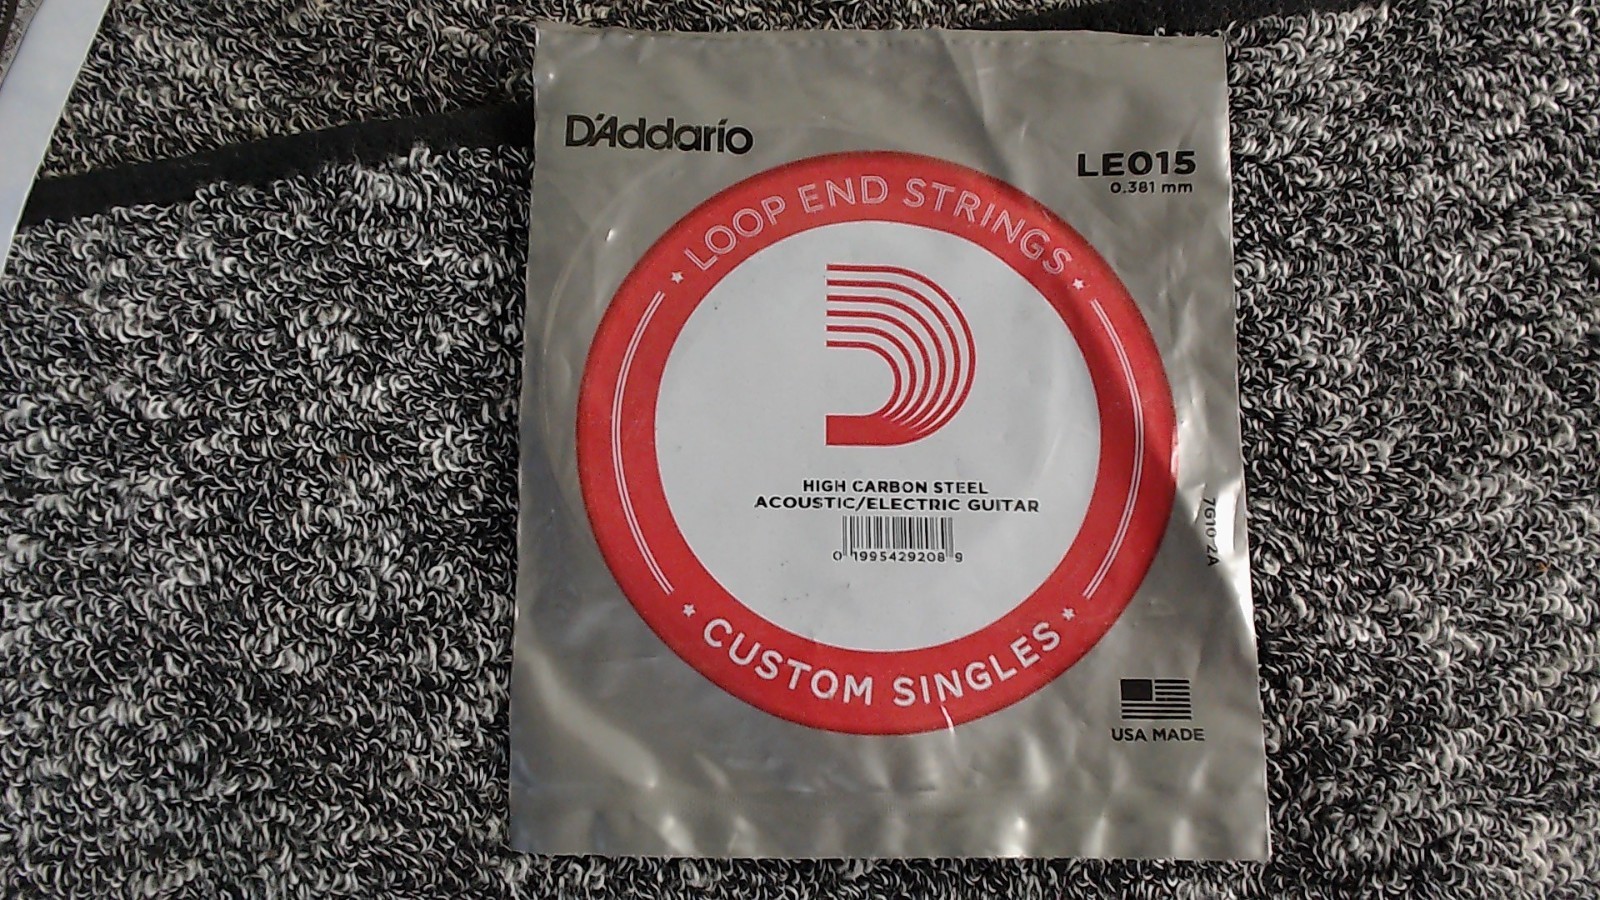 D'Addario
LE015
0.381 mm
LOOP END STRINGS
HIGH CARBON STEEL
ACOUSTIC/ELECTRIC GUITAR
0 1995429208 9
CUSTOM SINGLES
7G10-2A
USA MADE